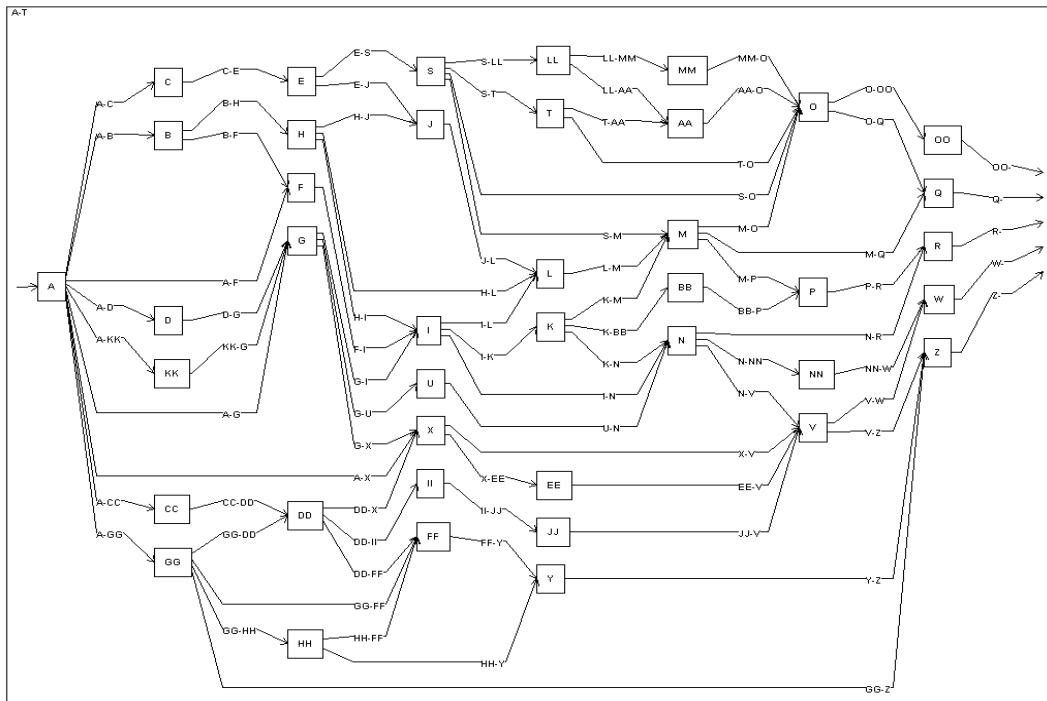 A-T
E-S
S-LL
LL
LL-MM
MM
MM-O
C
C-E
E
S
O-OO
A-C
E-J
S-T
LL-AA
AA-O
O
B-H
T
AA
O-Q
A-B
B
H
H-J
J
T-AA
OO
B-F
T-O
OO-
F
S-O
Q
Q-
G
S-M
M
M-O
R-
J-L
M-Q
R
W-
L
L-M
A
A-F
M-P
P-R
H-L
K-M
BB
P
W
Z-
A-D
D
D-G
H-I
BB-P
I-L
K
K-BB
N
N-R
I
A-KK
KK-G
F-I
I-K
K-N
N-NN
Z
KK
NN
NN-W
G-I
U
I-N
N-V
V-W
A-G
G-U
U-N
V
V-Z
X
G-X
X-V
A-X
X-EE
II
EE
EE-V
A-CC
CC
CC-DD
DD
DD-X
II-JJ
A-GG
GG-DD
JJ
JJ-V
DD-II
FF
FF-Y
GG
DD-FF
Y
Y-Z
GG-FF
GG-HH
HH
HH-FF
HH-Y
GG-Z